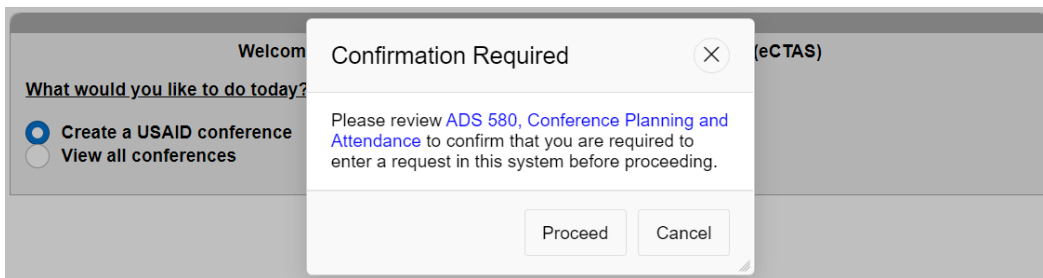 Welcom
(eCTAS)
What would you like to do today?
Create a USAID conference
View all conferences
Confirmation Required
Please review ADS 580, Conference Planning and
Attendance to confirm that you are required to
enter a request in this system before proceeding.
Proceed
Cancel